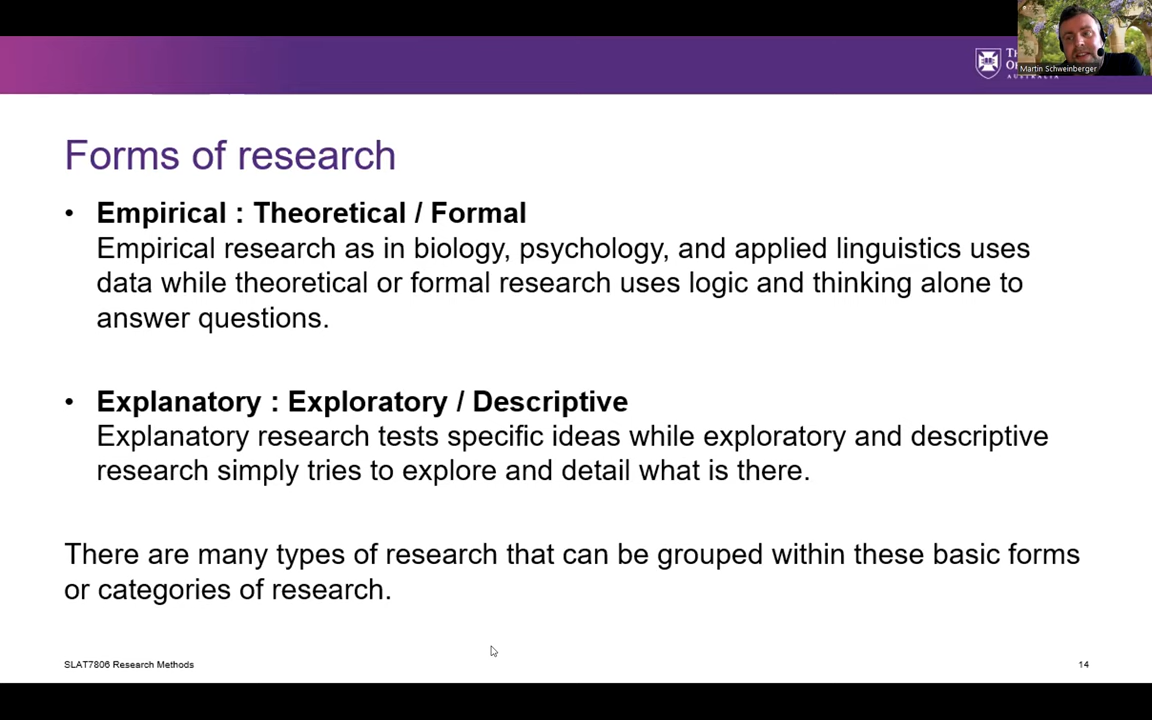 Martin Schweinberger
AUSTRALIA
Forms of research
• Empirical : Theoretical / Formal
Empirical research as in biology, psychology, and applied linguistics uses
data while theoretical or formal research uses logic and thinking alone to
answer questions.
• Explanatory : Exploratory / Descriptive
Explanatory research tests specific ideas while exploratory and descriptive
research simply tries to explore and detail what is there.
There are many types of research that can be grouped within these basic forms
or categories of research.
SLAT7806 Research Methods
14